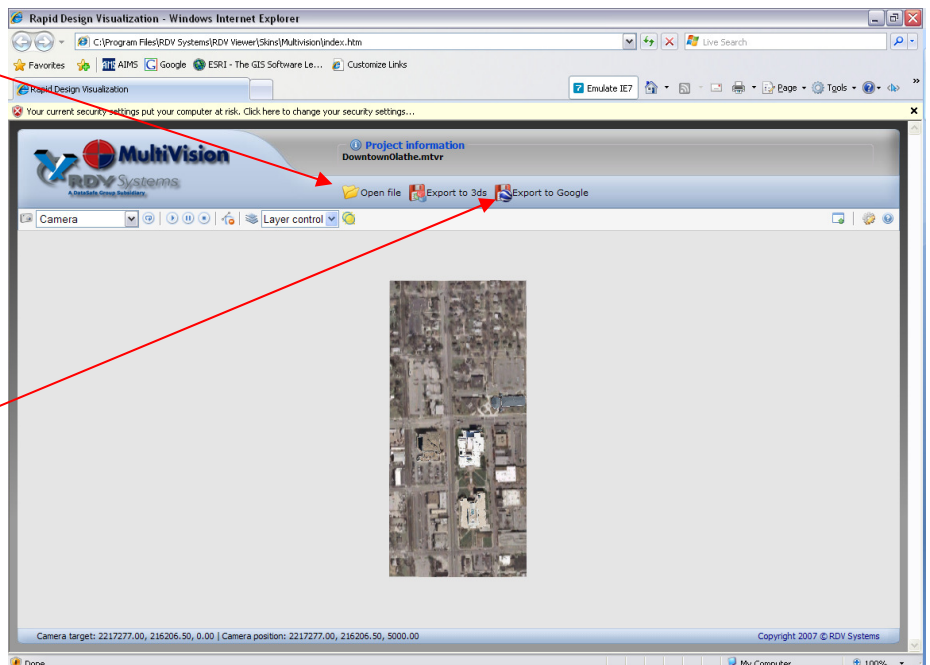 Rapid Design Visualization - Windows Internet Explorer
C:\Program Files\RDV Systems\RDV Viewer\Skins\Multivision\index.htm
Live Search
Favorites AIMS Google ESRI - The GIS Software Le... Customize Links
Rapid Design Visualization
Emulate IE7 Page Tools
Your current security settings put your computer at risk. Click here to change your security settings...
MultiVision
RDV Systems
A DataSafe Group Subsidiary
Project information
DowntownOlathe.mtvr
Open file Export to 3ds Export to Google
Camera Layer control
Camera target: 2217277.00, 216206.50, 0.00 | Camera position: 2217277.00, 216206.50, 5000.00
Copyright 2007 © RDV Systems
Done My Computer 100%